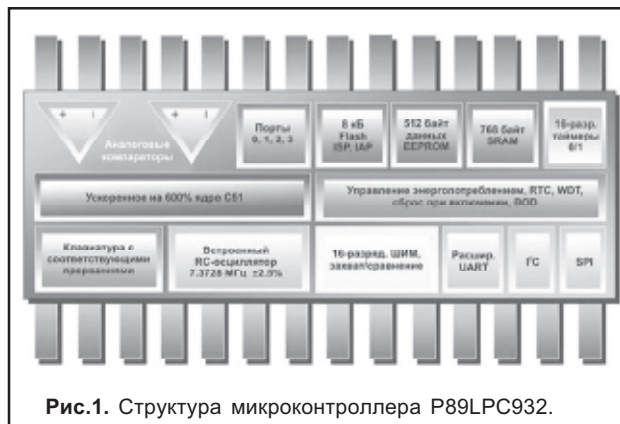 + − + −
Аналоговые
компараторы
Порты
0, 1, 2, 3
8 кБ
Flash
ISP, IAP
512 байт
данных
EEPROM
768 байт
SRAM
16-разр.
таймеры
0/1
Ускоренное на 600% ядро C51
Управление энергопотреблением, RTC, WDT,
сброс при включении, BOD
Клавиатура с
соответствующими
прерываниями
Встроенный
RC-осциллятор
7.3728 МГц ±2.5%
16-разряд. ШИМ,
захват/сравнение
Расшир.
UART
I²C
SPI
Рис.1. Структура микроконтроллера P89LPC932.